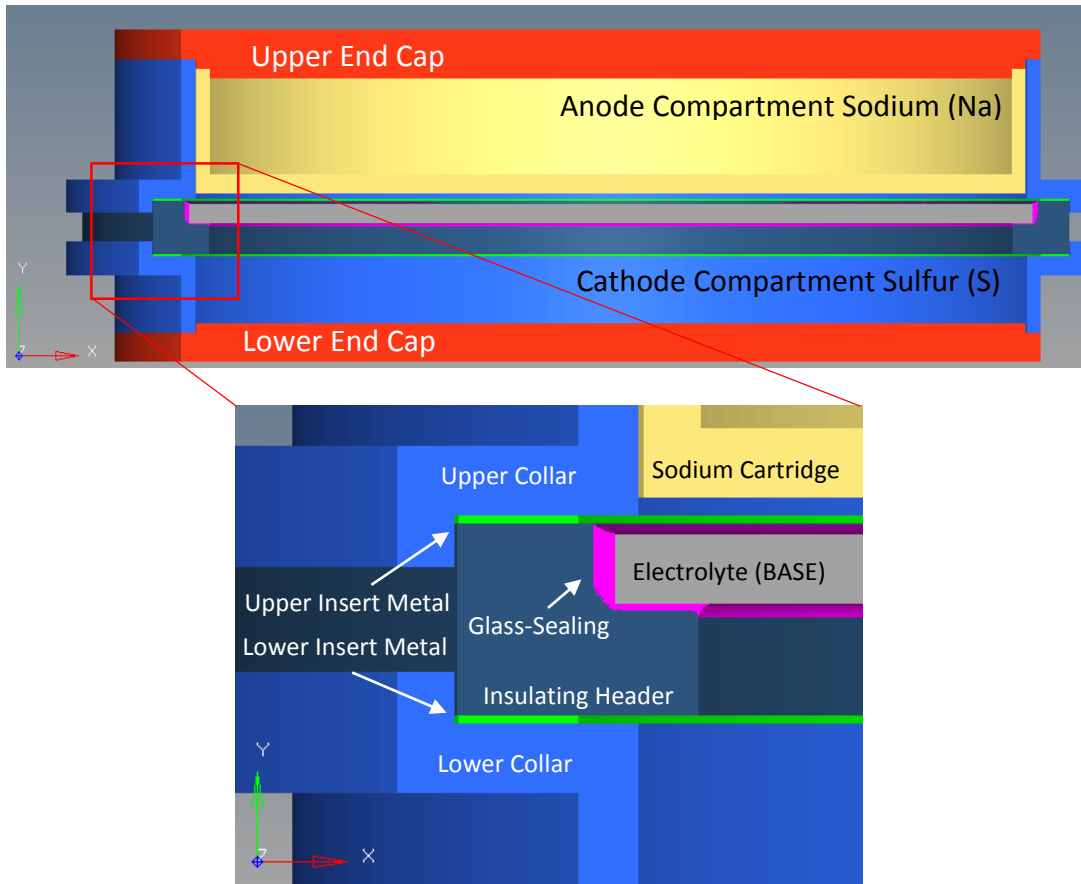 Upper End Cap
Anode Compartment Sodium (Na)
Cathode Compartment Sulfur (S)
Lower End Cap
Y
Z
X
Upper Collar
Sodium Cartridge
Electrolyte (BASE)
Upper Insert Metal
Glass-Sealing
Lower Insert Metal
Insulating Header
Lower Collar
Y
Z
X